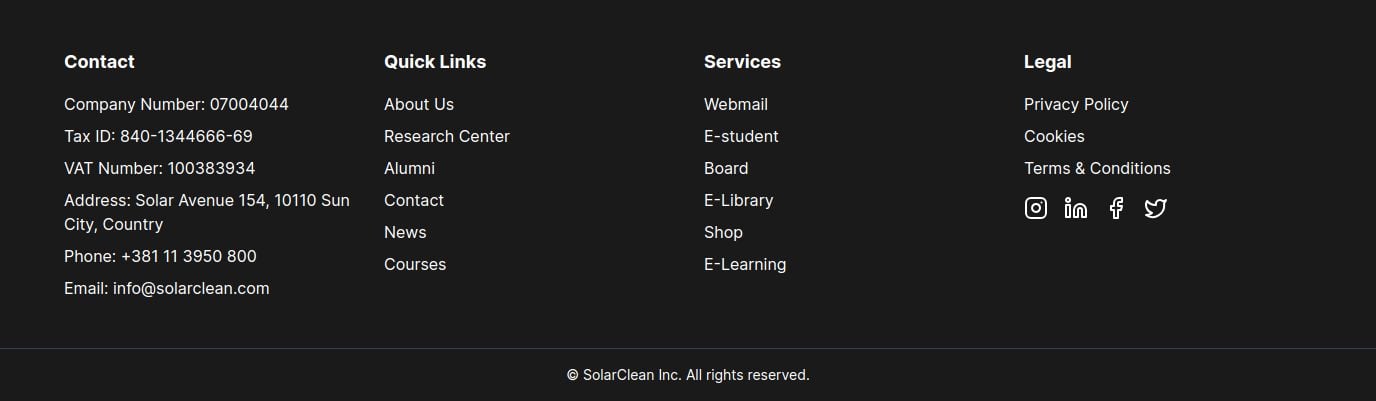 Contact
Company Number: 07004044
Tax ID: 840-1344666-69
VAT Number: 100383934
Address: Solar Avenue 154, 10110 Sun
City, Country
Phone: +381 11 3950 800
Email: info@solarclean.com
Quick Links
About Us
Research Center
Alumni
Contact
News
Courses
Services
Webmail
E-student
Board
E-Library
Shop
E-Learning
Legal
Privacy Policy
Cookies
Terms & Conditions
© SolarClean Inc. All rights reserved.